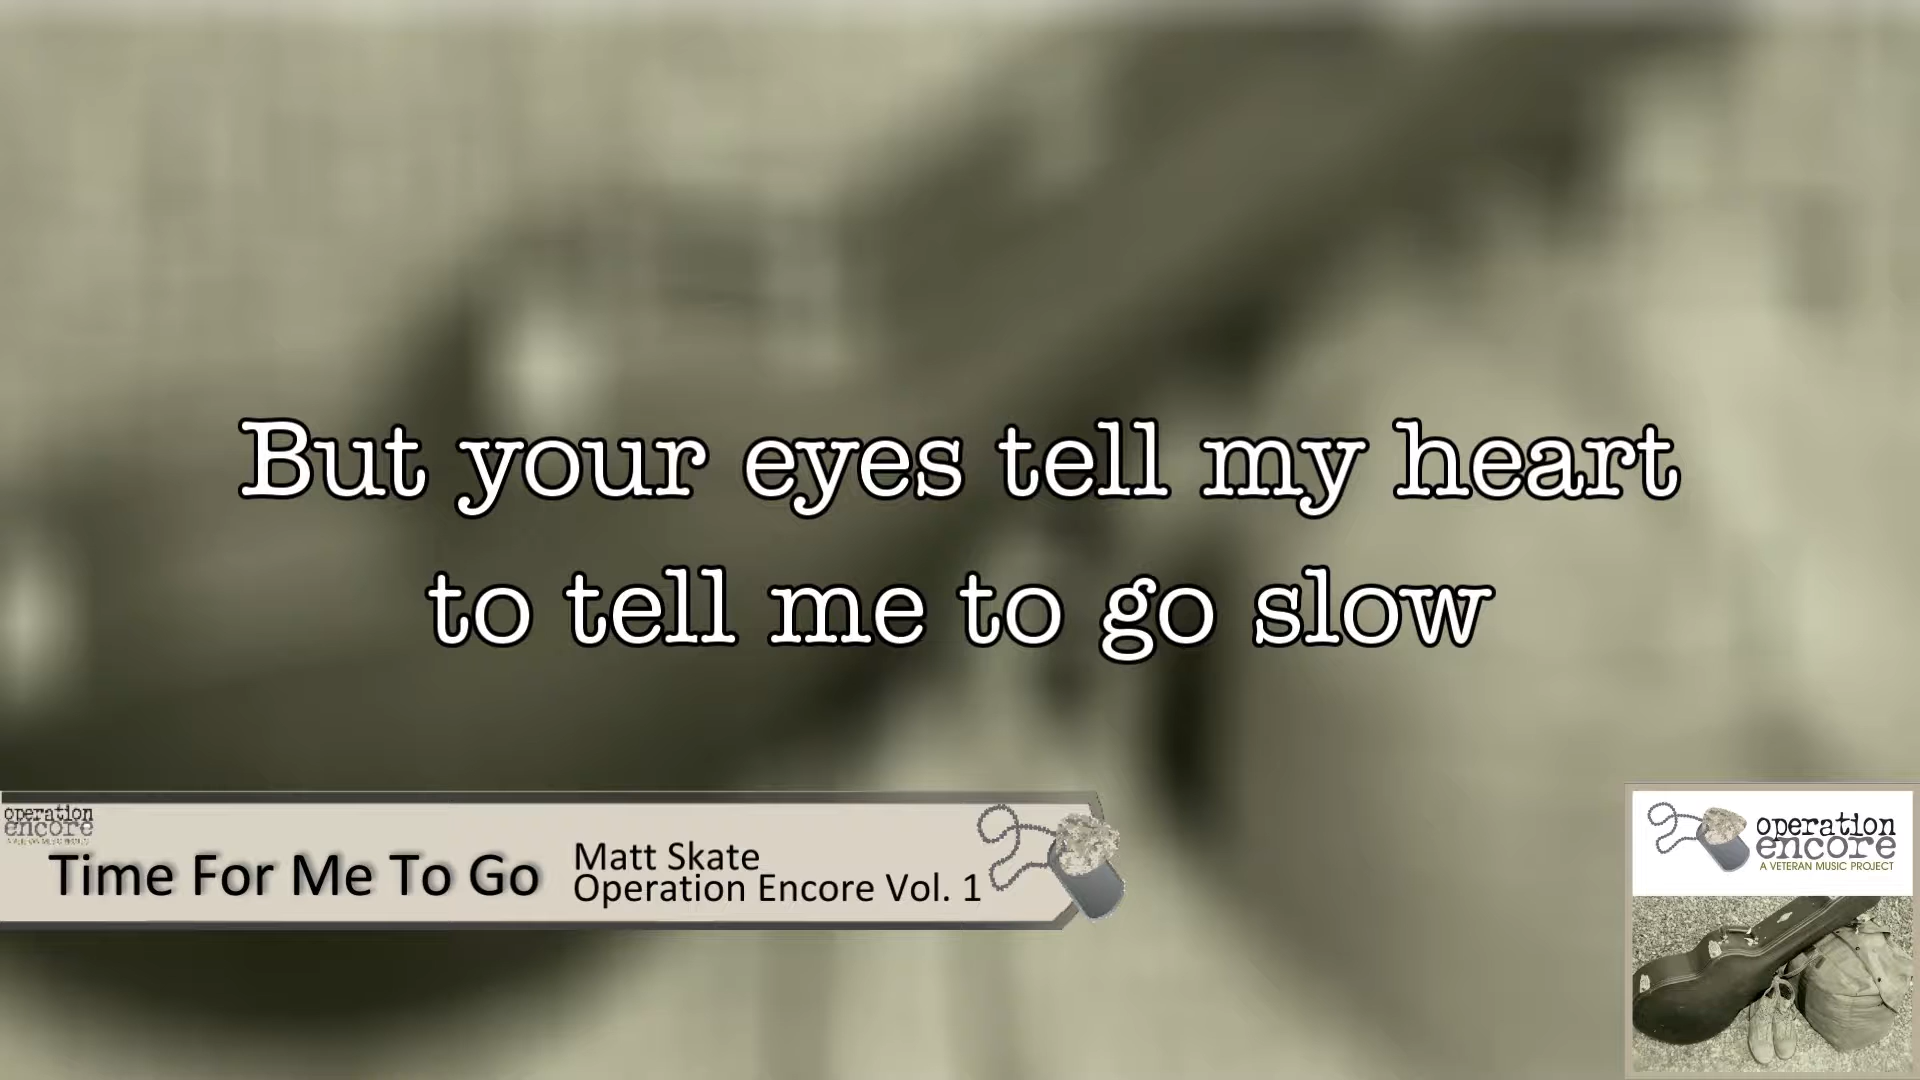 But your eyes tell my heart
to tell me to go slow
operation
encore
Time For Me To Go
Matt Skate
Operation Encore Vol. 1
operation
encore
A VETERAN MUSIC PROJECT